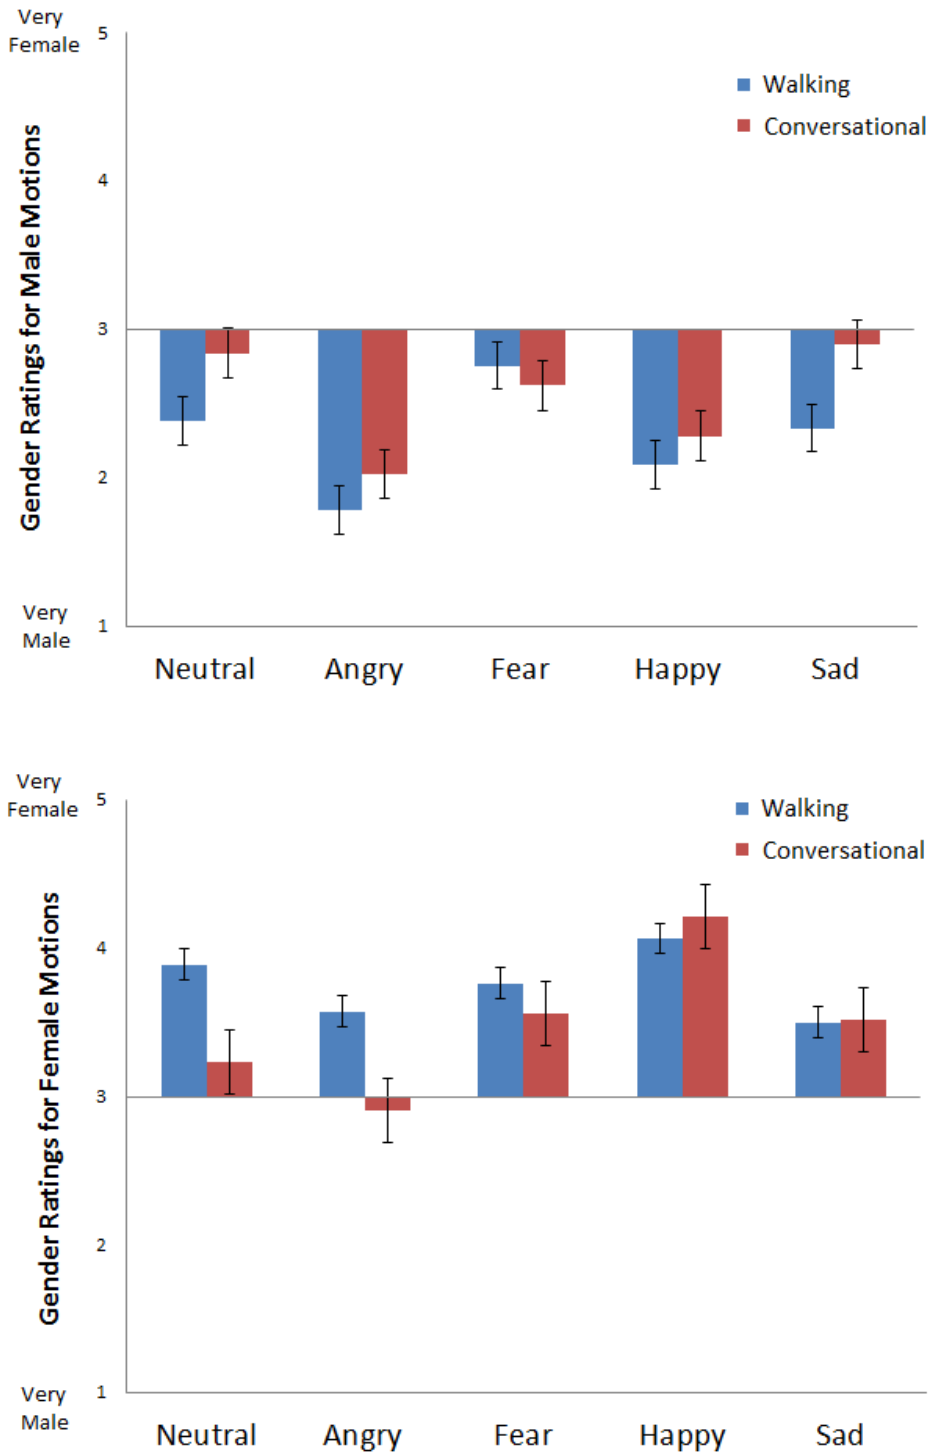 Very
Female
5
Walking
Conversational
4
Gender Ratings for Male Motions
3
2
Very
Male
1
Neutral Angry Fear Happy Sad
Very
Female
5
Walking
Conversational
4
Gender Ratings for Female Motions
3
2
Very
Male
1
Neutral Angry Fear Happy Sad